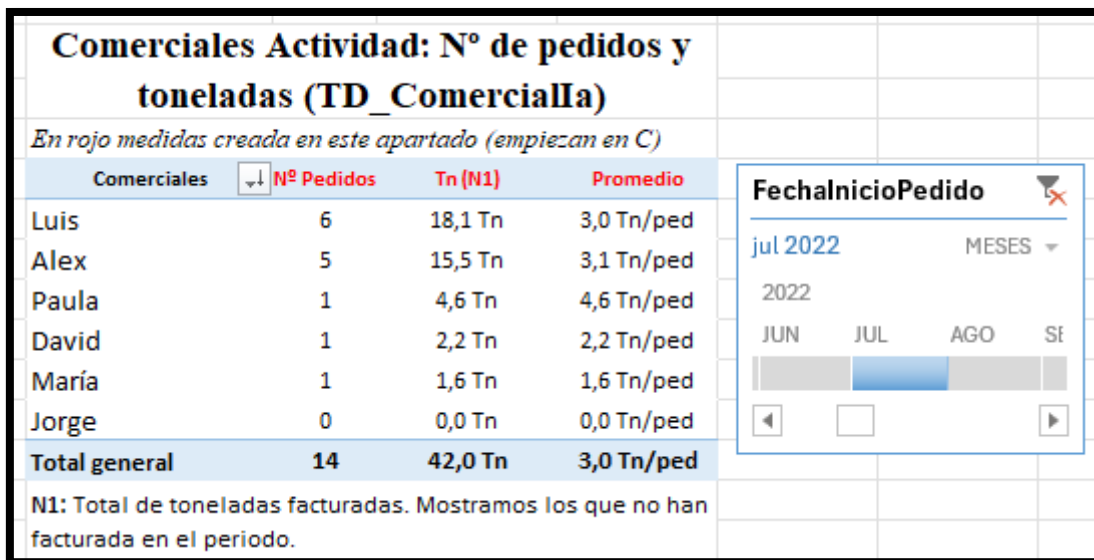 Comerciales Actividad: Nº de pedidos y
toneladas (TD_ComercialIa)
En rojo medidas creada en este apartado (empiezan en C)
Comerciales Nº Pedidos Tn (N1) Promedio
Luis 6 18,1 Tn 3,0 Tn/ped
Alex 5 15,5 Tn 3,1 Tn/ped
Paula 1 4,6 Tn 4,6 Tn/ped
David 1 2,2 Tn 2,2 Tn/ped
María 1 1,6 Tn 1,6 Tn/ped
Jorge 0 0,0 Tn 0,0 Tn/ped
Total general 14 42,0 Tn 3,0 Tn/ped
N1: Total de toneladas facturadas. Mostramos los que no han
facturada en el periodo.
FechaInicioPedido
jul 2022 MESES
2022
JUN JUL AGO SE